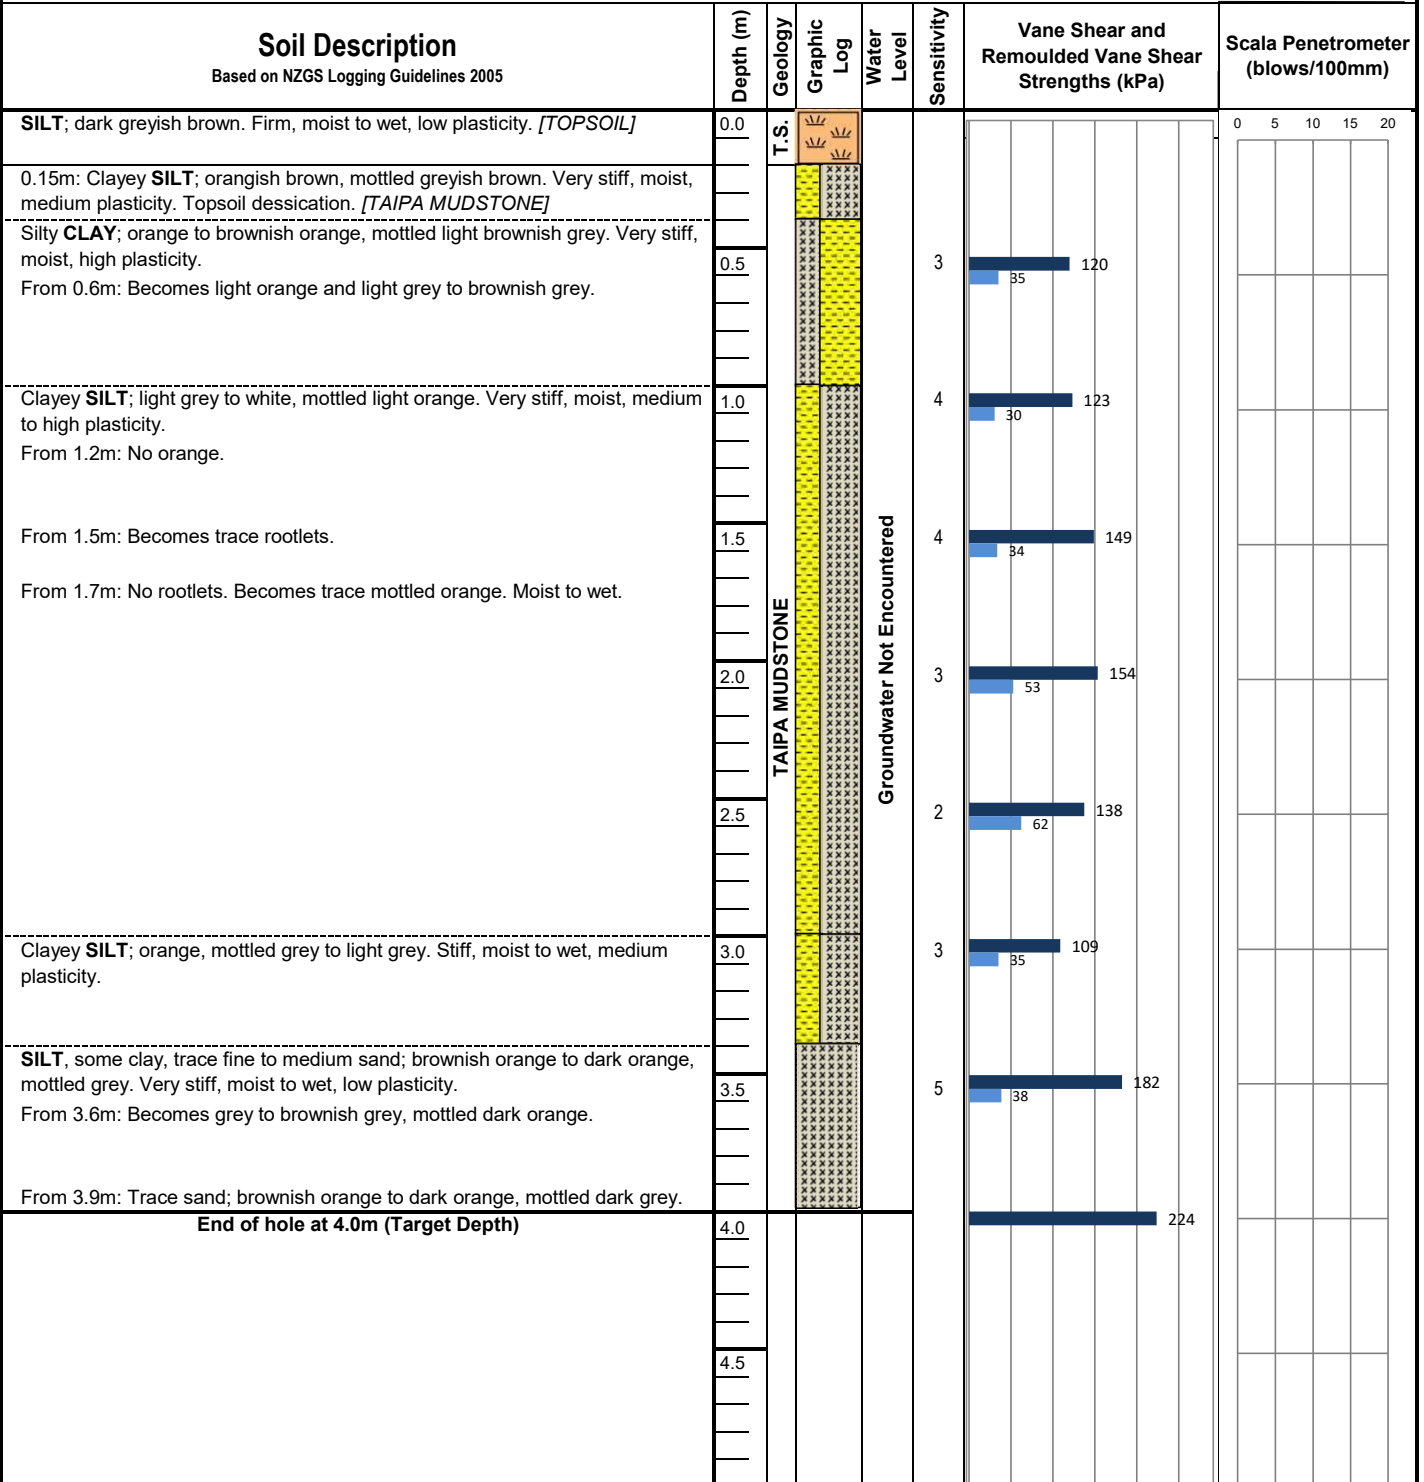 Soil Description
Based on NZGS Logging Guidelines 2005
Depth (m)
Geology
Graphic Log
Water Level
Sensitivity
Vane Shear and
Remoulded Vane Shear
Strengths (kPa)
Scala Penetrometer
(blows/100mm)
SILT; dark greyish brown. Firm, moist to wet, low plasticity. [TOPSOIL]
0.0
T.S.
0 5 10 15 20
0.15m: Clayey SILT; orangish brown, mottled greyish brown. Very stiff, moist,
medium plasticity. Topsoil dessication. [TAIPA MUDSTONE]
Silty CLAY; orange to brownish orange, mottled light brownish grey. Very stiff,
moist, high plasticity.
0.5
3
120
35
From 0.6m: Becomes light orange and light grey to brownish grey.
Clayey SILT; light grey to white, mottled light orange. Very stiff, moist, medium
to high plasticity.
1.0
4
123
30
From 1.2m: No orange.
From 1.5m: Becomes trace rootlets.
1.5
4
149
34
From 1.7m: No rootlets. Becomes trace mottled orange. Moist to wet.
TAIPA MUDSTONE
Groundwater Not Encountered
2.0
3
154
53
2.5
2
138
62
Clayey SILT; orange, mottled grey to light grey. Stiff, moist to wet, medium
plasticity.
3.0
3
109
35
SILT, some clay, trace fine to medium sand; brownish orange to dark orange,
mottled grey. Very stiff, moist to wet, low plasticity.
3.5
5
182
38
From 3.6m: Becomes grey to brownish grey, mottled dark orange.
From 3.9m: Trace sand; brownish orange to dark orange, mottled dark grey.
End of hole at 4.0m (Target Depth)
4.0
224
4.5